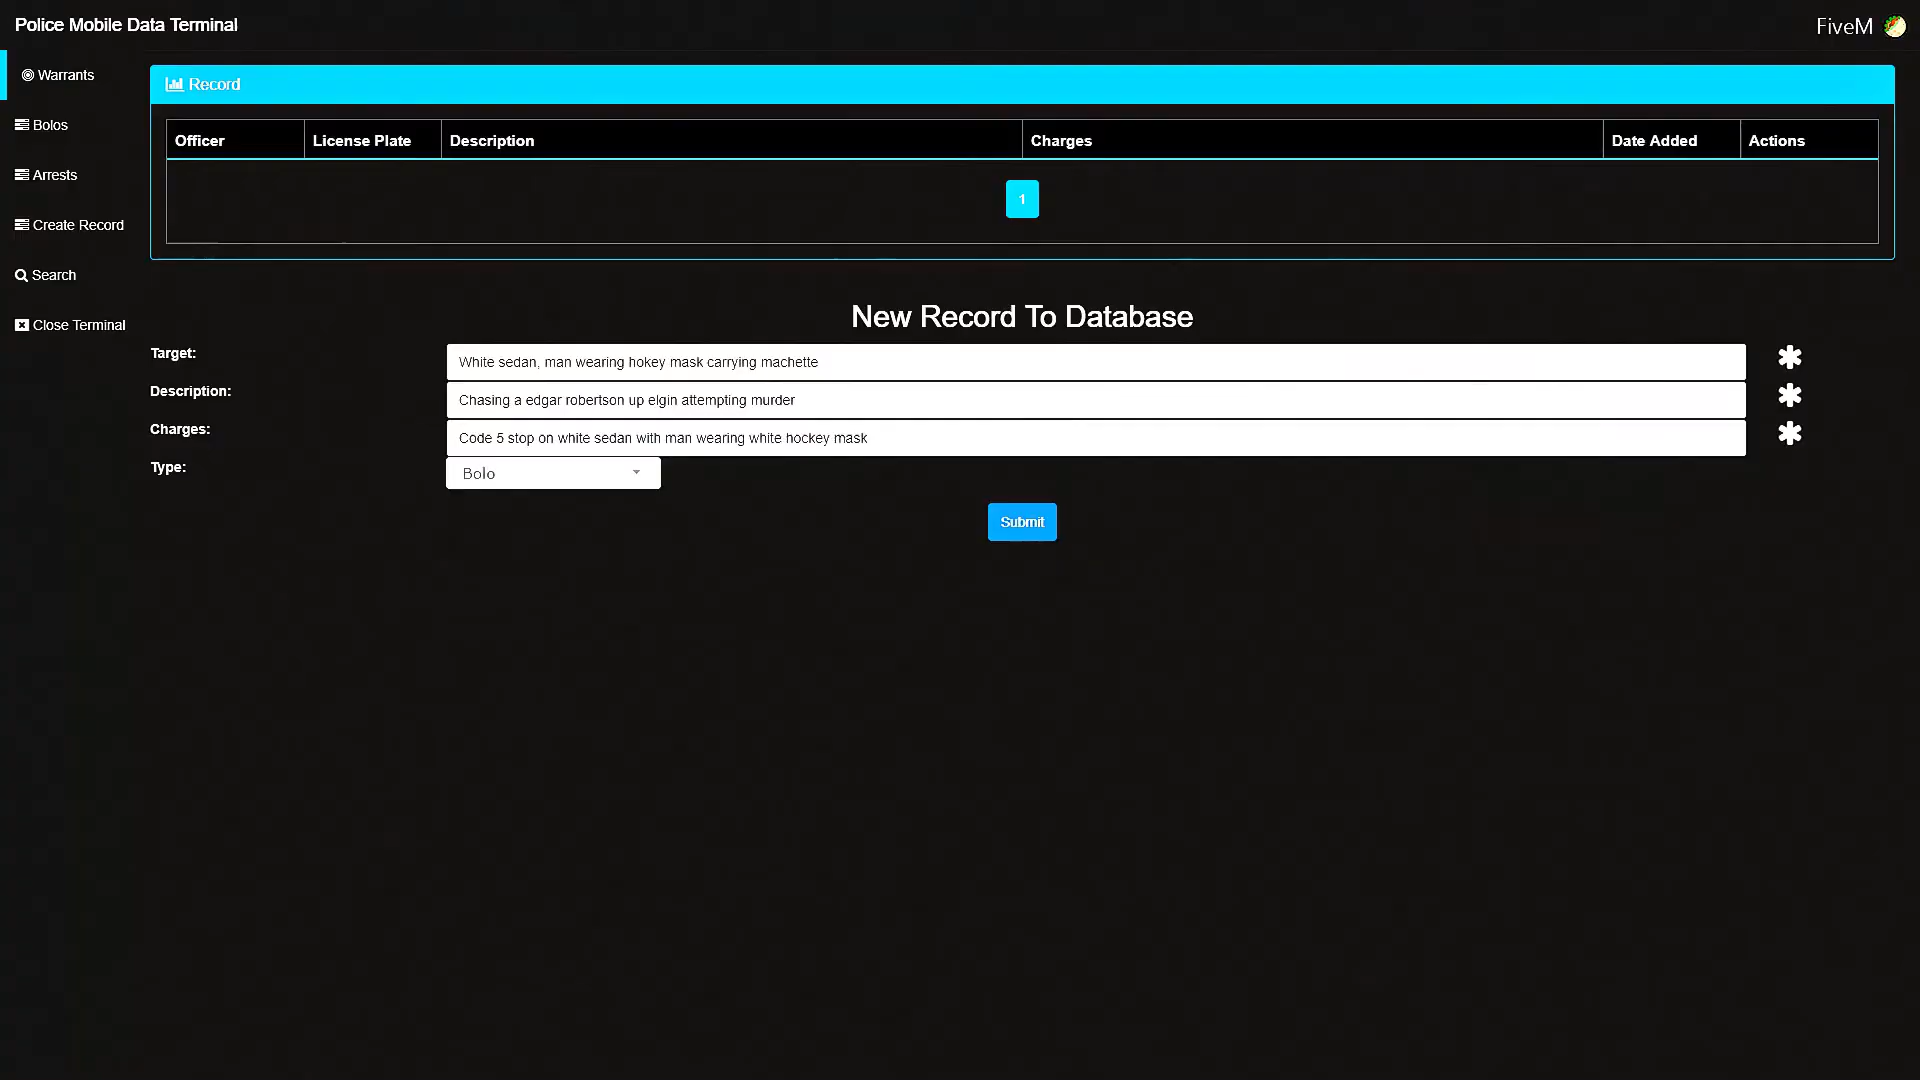 Police Mobile Data Terminal
FiveM
Warrants
Bolos
Arrests
Create Record
Search
Close Terminal
Record
Officer License Plate Description Charges Date Added Actions
1
New Record To Database
Target: White sedan, man wearing hokey mask carrying machette
Description: Chasing a edgar robertson up elgin attempting murder
Charges: Code 5 stop on white sedan with man wearing white hockey mask
Type: Bolo
Submit